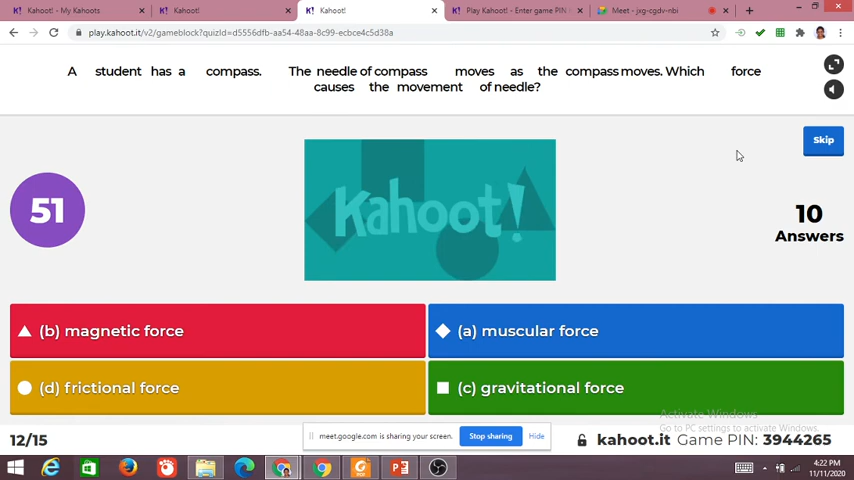 Kahoot! - My Kahoots
Kahoot!
Kahoot!
Play Kahoot! - Enter game PIN
Meet - jxg-cgdv-nbi
play.kahoot.it/v2/gameblock?quizId=d5556dfb-aa54-48aa-8c99-ecbce4c5d38a
A student has a compass. The needle of compass moves as the compass moves. Which force
causes the movement of needle?
Skip
51
Kahoot!
10
Answers
(b) magnetic force
(a) muscular force
(d) frictional force
(c) gravitational force
Activate Windows
Go to PC settings to activate Windows.
12/15
meet.google.com is sharing your screen.
Stop sharing
Hide
kahoot.it Game PIN: 3944265
4:22 PM
11/11/2020